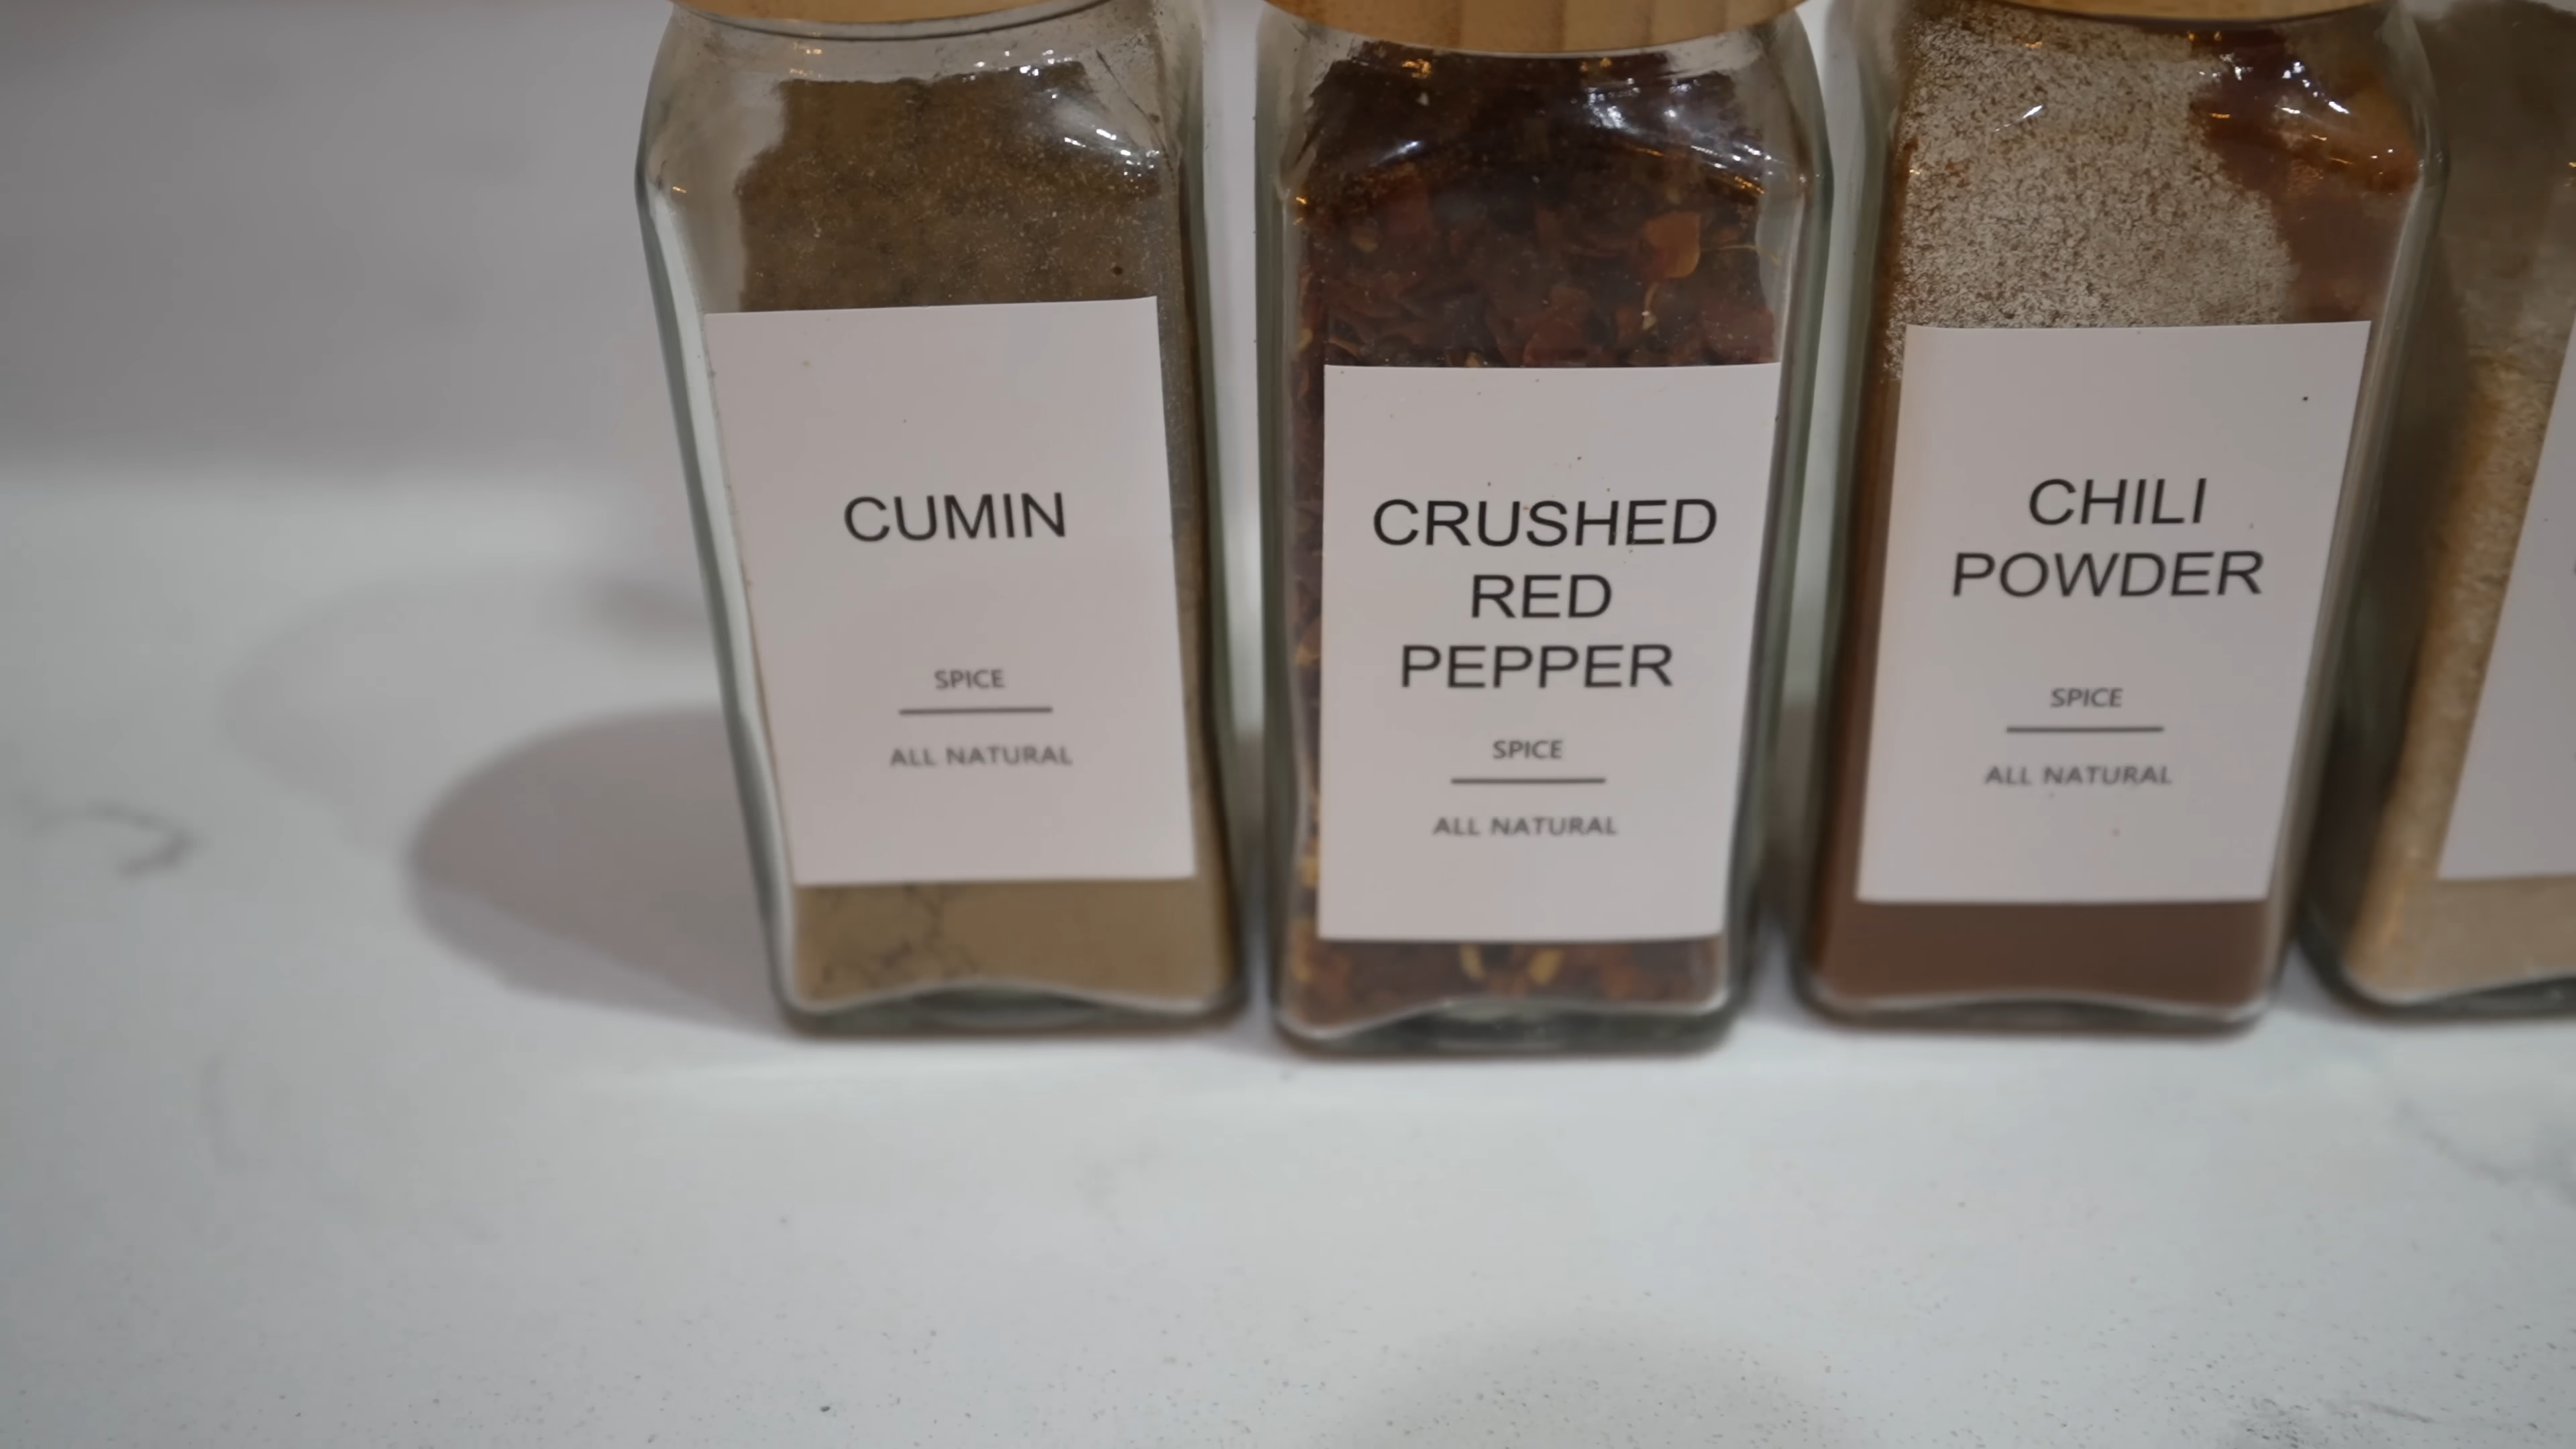 CUMIN
SPICE
ALL NATURAL
CRUSHED
RED
PEPPER
SPICE
ALL NATURAL
CHILI
POWDER
SPICE
ALL NATURAL